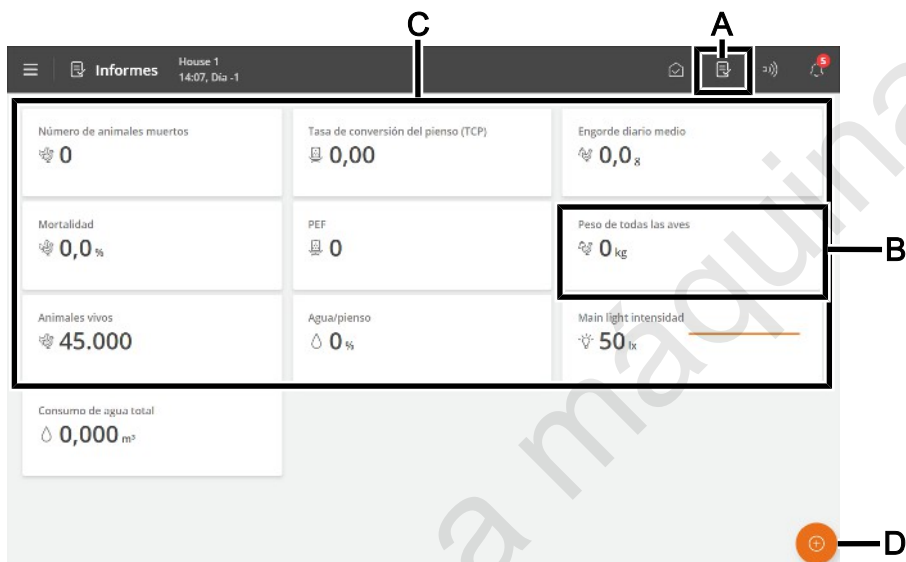 C
A
Informes
House 1
14:07, Día -1
5
Número de animales muertos
0
Tasa de conversión del pienso (TCP)
0,00
Engorde diario medio
0,0 g
Mortalidad
0,0 %
PEF
0
Peso de todas las aves
0 kg
B
Animales vivos
45.000
Agua/pienso
0 %
Main light intensidad
50 lx
Consumo de agua total
0,000 m³
D
a máquina